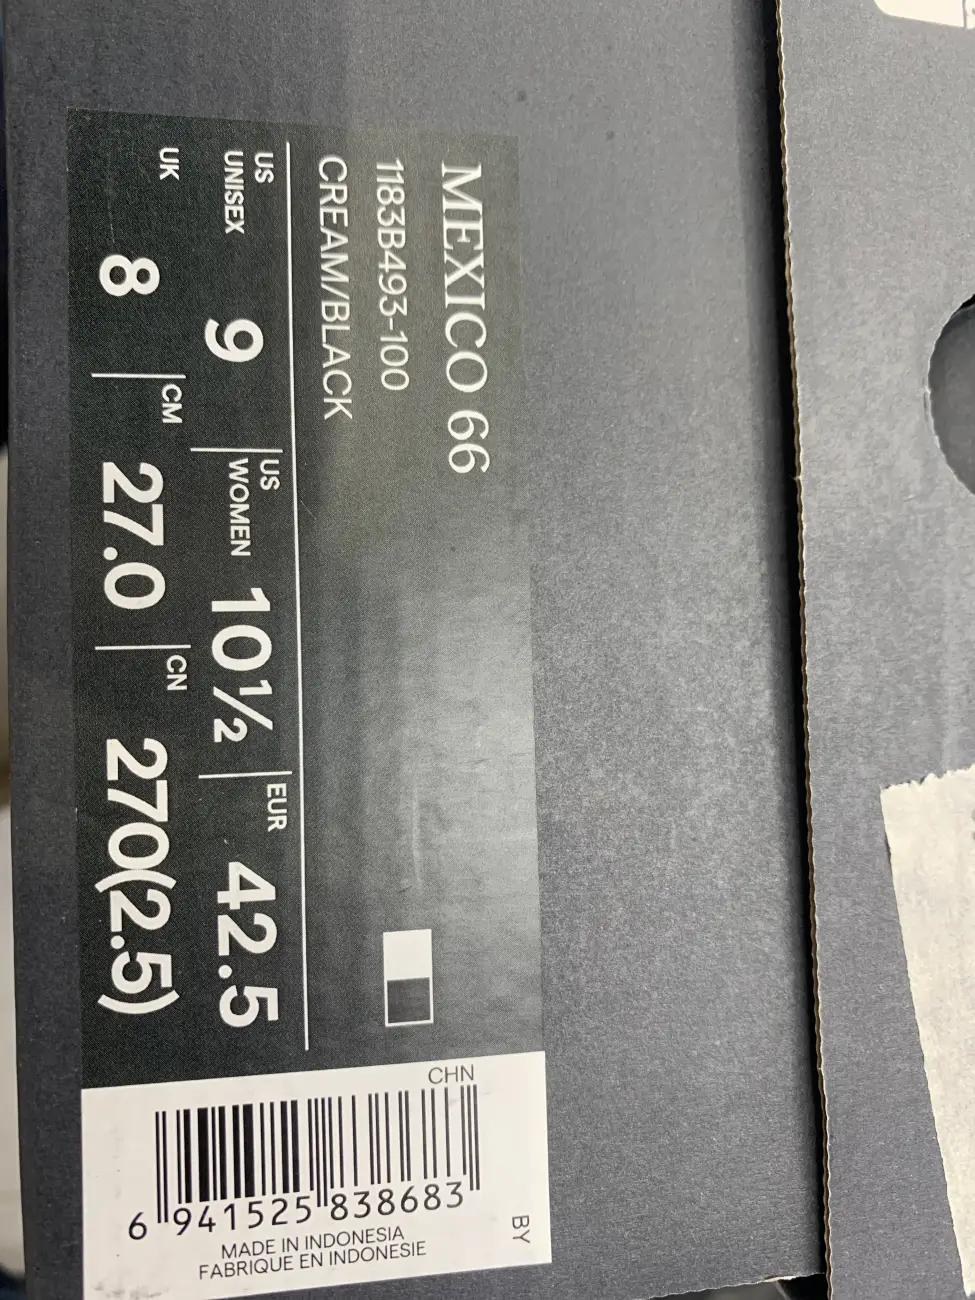 MEXICO 66
1183B493-100
CREAM/BLACK
US UNISEX 9 US WOMEN 10½ EUR 42.5
UK 8 CM 27.0 CN 270(2.5)
CHN
6 941525 838683
BY
MADE IN INDONESIA
FABRIQUE EN INDONESIE